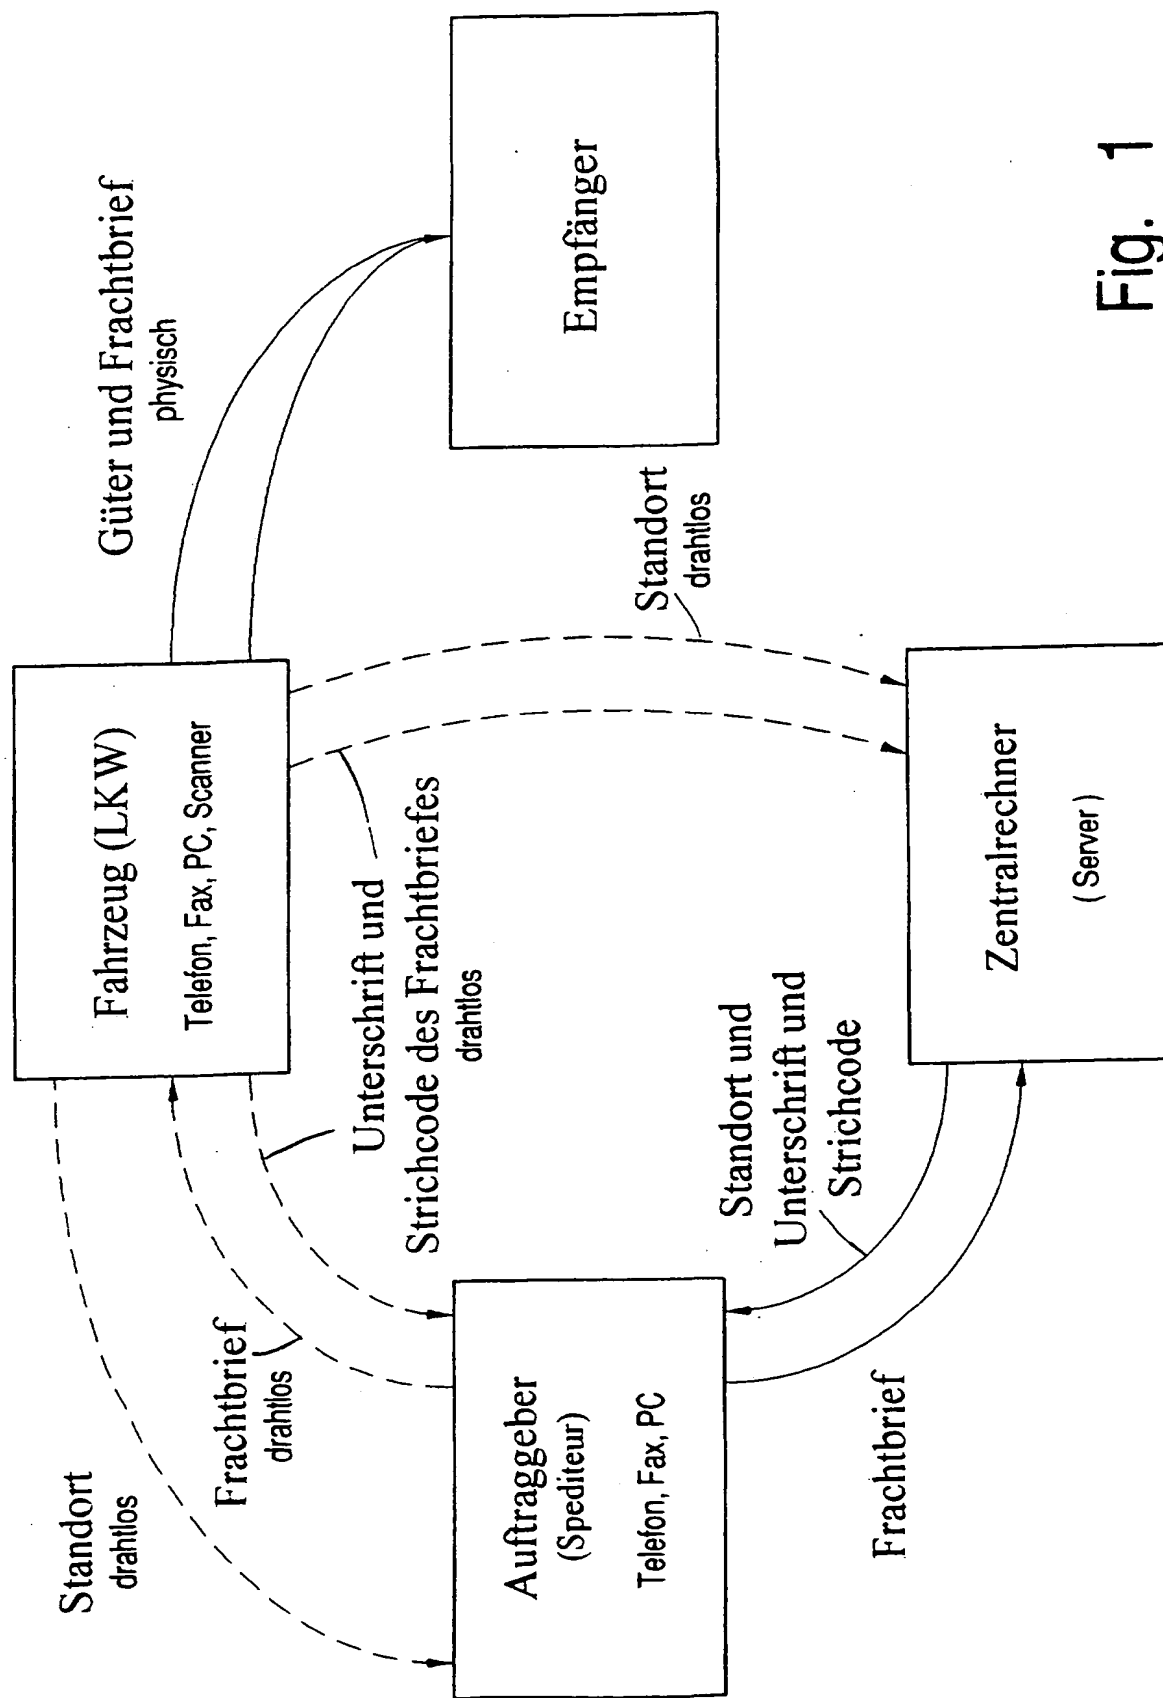 Standort
drahtlos
Frachtbrief
drahtlos
Fahrzeug (LKW)
Telefon, Fax, PC, Scanner
Güter und Frachtbrief
physisch
Unterschrift und
Strichcode des Frachtbriefes
drahtlos
Auftraggeber
(Spediteur)
Telefon, Fax, PC
Standort
drahtlos
Empfänger
Standort und
Unterschrift und
Strichcode
Frachtbrief
Zentralrechner
(Server)
Fig. 1